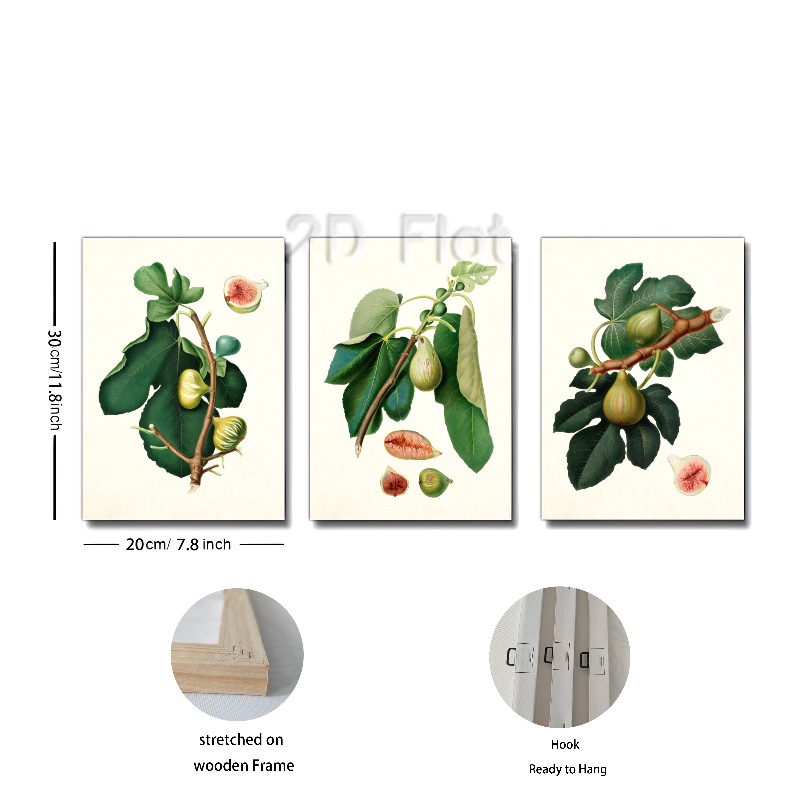 2D Flat
30cm/11.8inch
20cm/ 7.8 inch
stretched on
wooden Frame
Hook
Ready to Hang